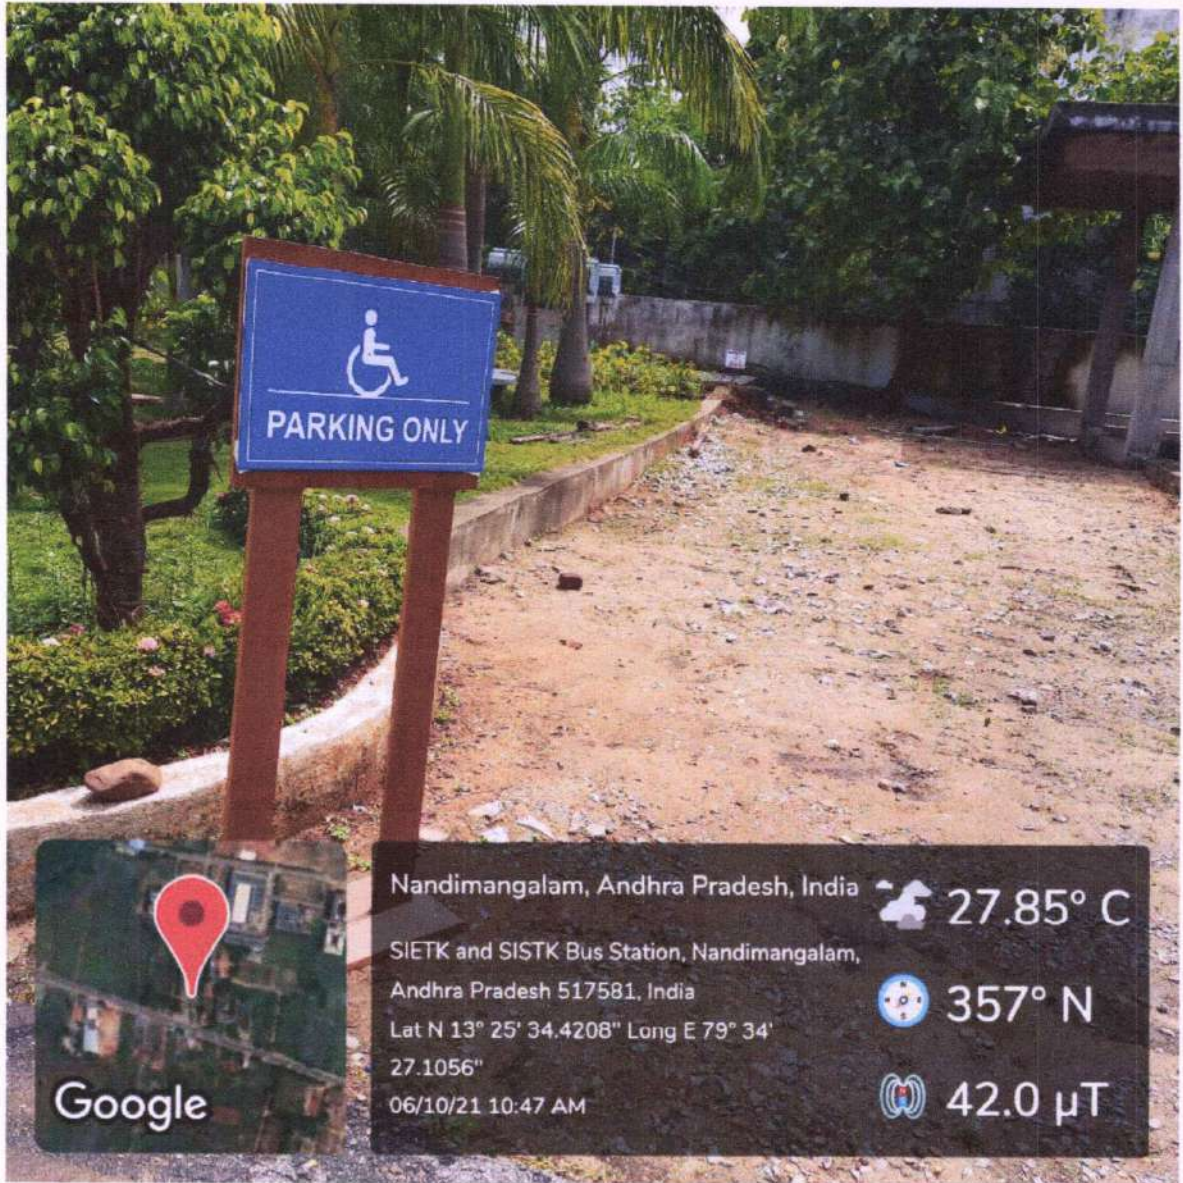 PARKING ONLY
Google
Nandimangalam, Andhra Pradesh, India
SIETK and SISTK Bus Station, Nandimangalam,
Andhra Pradesh 517581, India
Lat N 13° 25' 34.4208" Long E 79° 34'
27.1056"
06/10/21 10:47 AM
27.85° C
357° N
42.0 µT